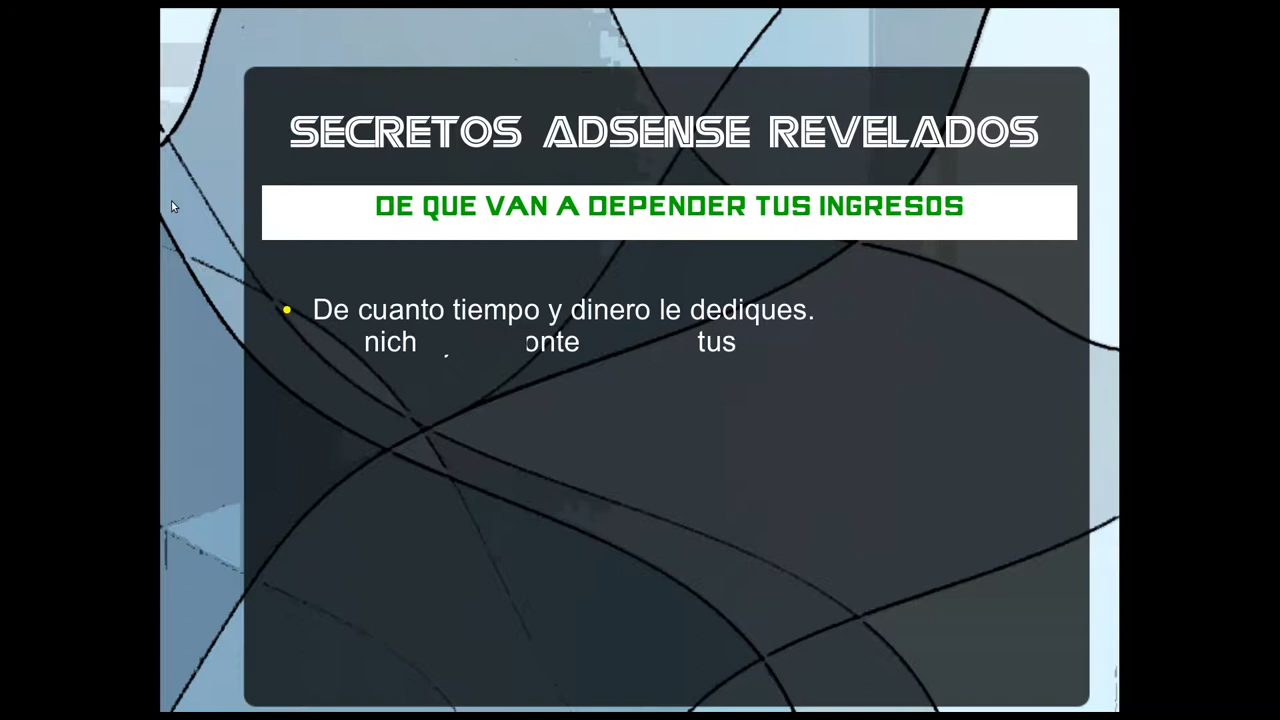 SECRETOS ADSENSE REVELADOS
DE QUE VAN A DEPENDER TUS INGRESOS
• De cuanto tiempo y dinero le dediques.
tus